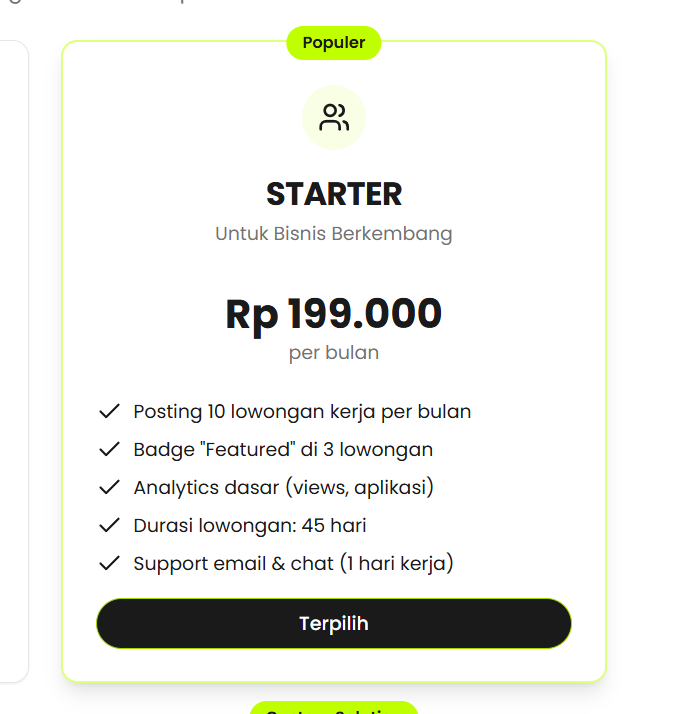 Populer
STARTER
Untuk Bisnis Berkembang
Rp 199.000
per bulan
Posting 10 lowongan kerja per bulan
Badge "Featured" di 3 lowongan
Analytics dasar (views, aplikasi)
Durasi lowongan: 45 hari
Support email & chat (1 hari kerja)
Terpilih